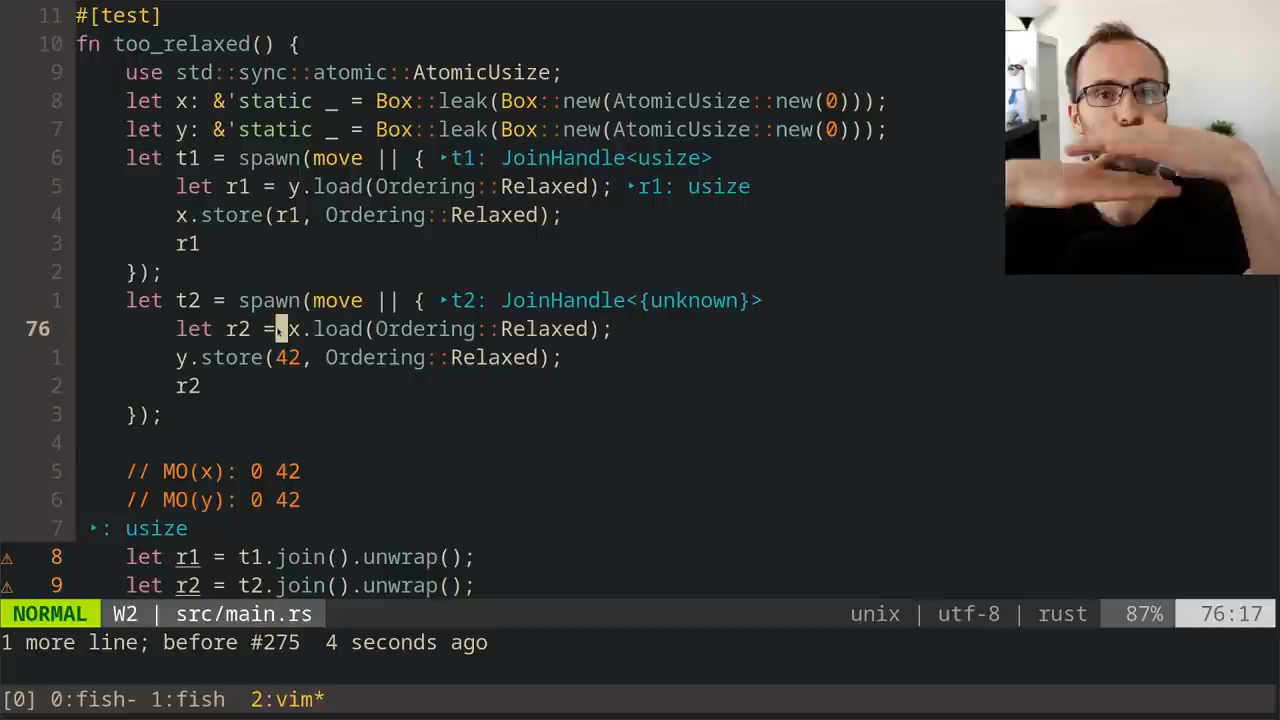 11 #[test]
10 fn too_relaxed() {
9 use std::sync::atomic::AtomicUsize;
8 let x: &'static _ = Box::leak(Box::new(AtomicUsize::new(0)));
7 let y: &'static _ = Box::leak(Box::new(AtomicUsize::new(0)));
6 let t1 = spawn(move || { ‣t1: JoinHandle<usize>
5 let r1 = y.load(Ordering::Relaxed); ‣r1: usize
4 x.store(r1, Ordering::Relaxed);
3 r1
2 });
1 let t2 = spawn(move || { ‣t2: JoinHandle<{unknown}>
76 let r2 = x.load(Ordering::Relaxed);
1 y.store(42, Ordering::Relaxed);
2 r2
3 });
4
5 // MO(x): 0 42
6 // MO(y): 0 42
7 ‣: usize
⚠ 8 let r1 = t1.join().unwrap();
⚠ 9 let r2 = t2.join().unwrap();
NORMAL W2 | src/main.rs unix | utf-8 | rust 87% 76:17
1 more line; before #275 4 seconds ago
[0] 0:fish- 1:fish 2:vim*